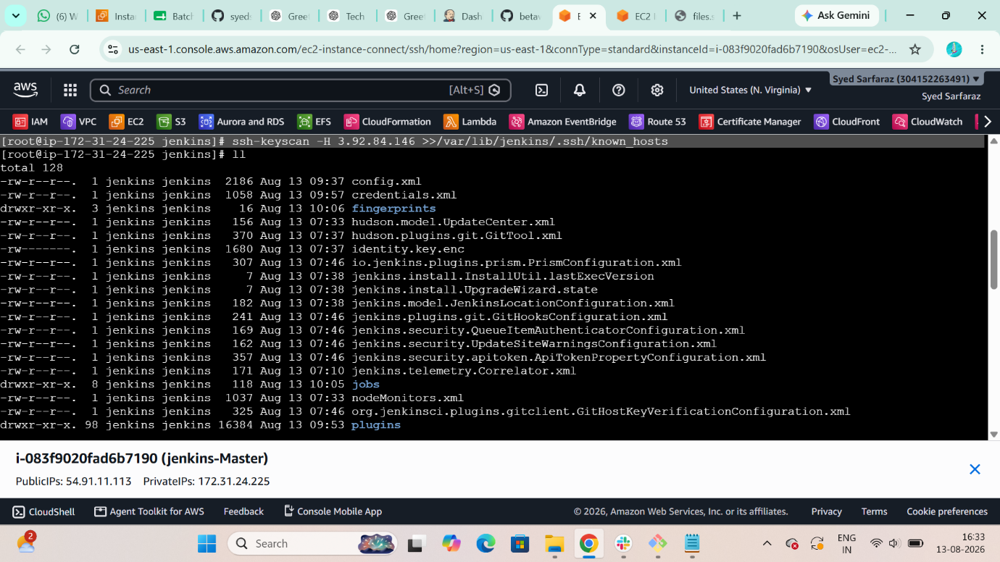 (6) W
Instan
Batch
syeds
Greet
Tech
Greet
Dash
betaw
E
EC2 I
files.s
Ask Gemini
us-east-1.console.aws.amazon.com/ec2-instance-connect/ssh/home?region=us-east-1&connType=standard&instanceId=i-083f9020fad6b7190&osUser=ec2-...
aws
Search
[Alt+S]
United States (N. Virginia) ▼
Syed Sarfaraz (304152263491) ▼
Syed Sarfaraz
IAM
VPC
EC2
S3
Aurora and RDS
EFS
CloudFormation
Lambda
Amazon EventBridge
Route 53
Certificate Manager
CloudFront
CloudWatch
[root@ip-172-31-24-225 jenkins]# ssh-keyscan -H 3.92.84.146 >>/var/lib/jenkins/.ssh/known_hosts
[root@ip-172-31-24-225 jenkins]# ll
total 128
-rw-r--r--. 1 jenkins jenkins 2186 Aug 13 09:37 config.xml
-rw-r--r--. 1 jenkins jenkins 1058 Aug 13 09:57 credentials.xml
drwxr-xr-x. 3 jenkins jenkins 16 Aug 13 10:06 fingerprints
-rw-r--r--. 1 jenkins jenkins 156 Aug 13 07:33 hudson.model.UpdateCenter.xml
-rw-r--r--. 1 jenkins jenkins 370 Aug 13 07:37 hudson.plugins.git.GitTool.xml
-rw-------. 1 jenkins jenkins 1680 Aug 13 07:37 identity.key.enc
-rw-r--r--. 1 jenkins jenkins 307 Aug 13 07:46 io.jenkins.plugins.prism.PrismConfiguration.xml
-rw-r--r--. 1 jenkins jenkins 7 Aug 13 07:38 jenkins.install.InstallUtil.lastExecVersion
-rw-r--r--. 1 jenkins jenkins 7 Aug 13 07:38 jenkins.install.UpgradeWizard.state
-rw-r--r--. 1 jenkins jenkins 182 Aug 13 07:38 jenkins.model.JenkinsLocationConfiguration.xml
-rw-r--r--. 1 jenkins jenkins 241 Aug 13 07:46 jenkins.plugins.git.GitHooksConfiguration.xml
-rw-r--r--. 1 jenkins jenkins 169 Aug 13 07:46 jenkins.security.QueueItemAuthenticatorConfiguration.xml
-rw-r--r--. 1 jenkins jenkins 162 Aug 13 07:46 jenkins.security.UpdateSiteWarningsConfiguration.xml
-rw-r--r--. 1 jenkins jenkins 357 Aug 13 07:46 jenkins.security.apitoken.ApiTokenPropertyConfiguration.xml
-rw-r--r--. 1 jenkins jenkins 171 Aug 13 07:10 jenkins.telemetry.Correlator.xml
drwxr-xr-x. 8 jenkins jenkins 118 Aug 13 10:05 jobs
-rw-r--r--. 1 jenkins jenkins 1037 Aug 13 07:33 nodeMonitors.xml
-rw-r--r--. 1 jenkins jenkins 325 Aug 13 07:46 org.jenkinsci.plugins.gitclient.GitHostKeyVerificationConfiguration.xml
drwxr-xr-x. 98 jenkins jenkins 16384 Aug 13 09:53 plugins
i-083f9020fad6b7190 (jenkins-Master)
PublicIPs: 54.91.11.113 PrivateIPs: 172.31.24.225
CloudShell
Agent Toolkit for AWS
Feedback
Console Mobile App
© 2026, Amazon Web Services, Inc. or its affiliates.
Privacy
Terms
Cookie preferences
2
Search
ENG
IN
16:33
13-08-2026